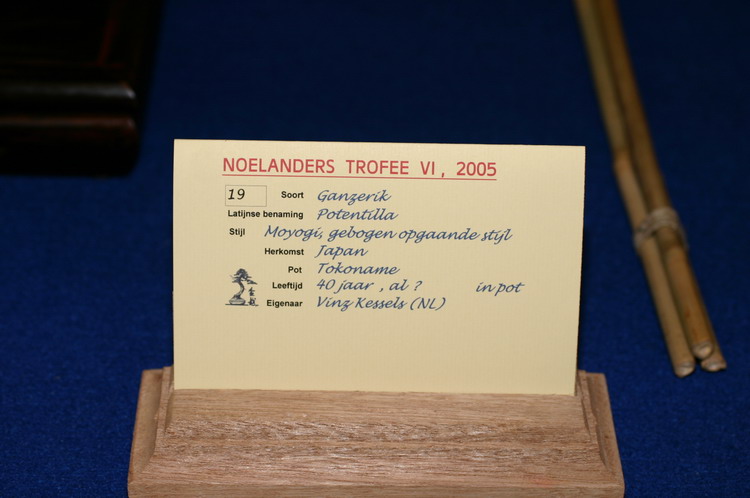 NOELANDERS TROFEE VI, 2005
19 Soort Ganzerik
Latijnse benaming Potentilla
Stijl Moyogi, gebogen opgaande stijl
Herkomst Japan
Pot Tokoname
Leeftijd 40 jaar , al ? in pot
Eigenaar Vinz Kessels (NL)